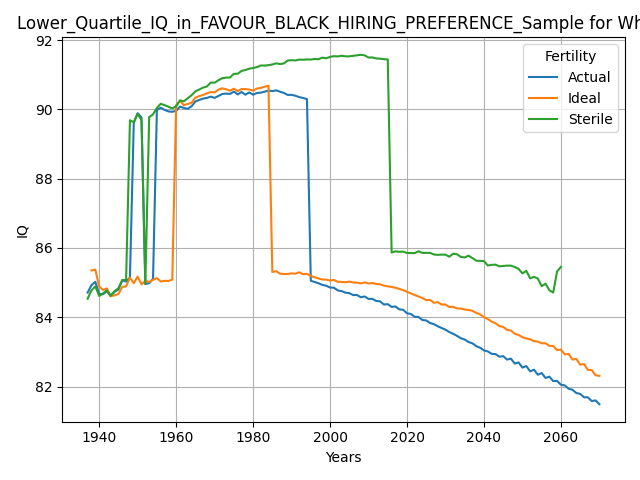 Lower_Quartile_IQ_in_FAVOUR_BLACK_HIRING_PREFERENCE_Sample for Wh
92
90
88
86
84
82
IQ
Fertility
Actual
Ideal
Sterile
1940
1960
1980
2000
2020
2040
2060
Years